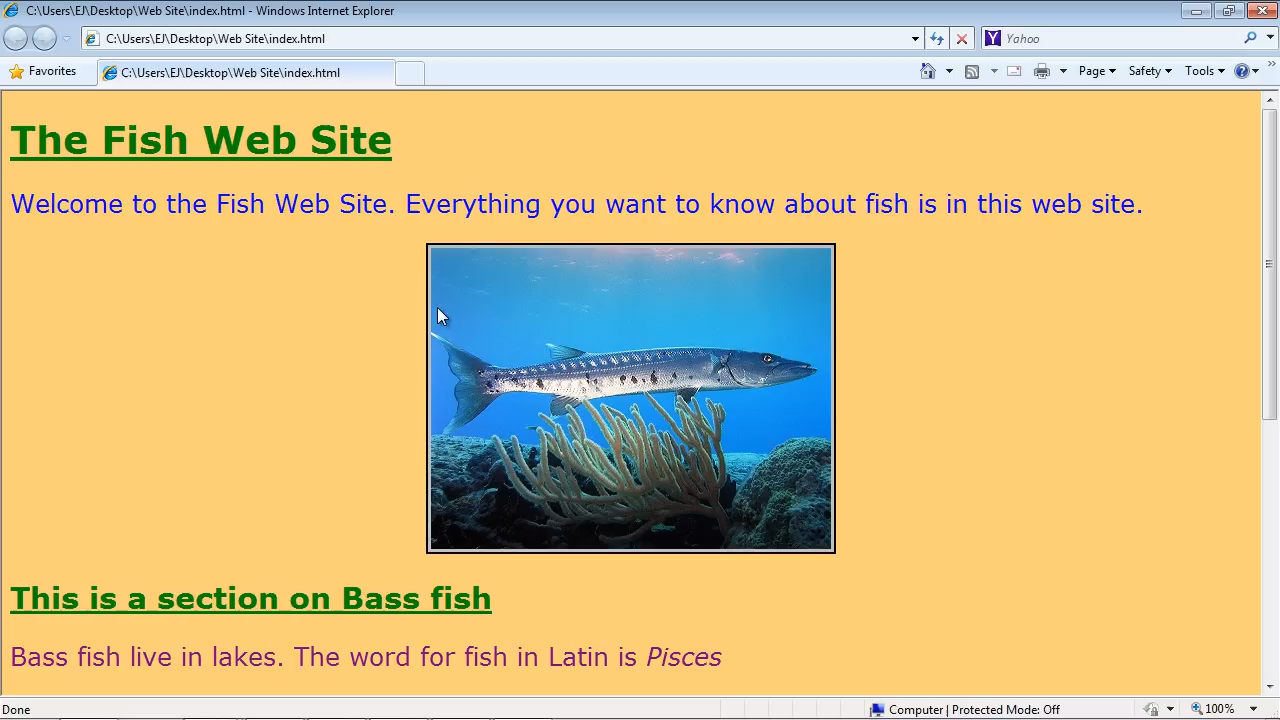 C:\Users\EJ\Desktop\Web Site\index.html - Windows Internet Explorer
C:\Users\EJ\Desktop\Web Site\index.html Yahoo
Favorites C:\Users\EJ\Desktop\Web Site\index.html Page Safety Tools
The Fish Web Site
Welcome to the Fish Web Site. Everything you want to know about fish is in this web site.
This is a section on Bass fish
Bass fish live in lakes. The word for fish in Latin is Pisces
Done Computer | Protected Mode: Off 100%